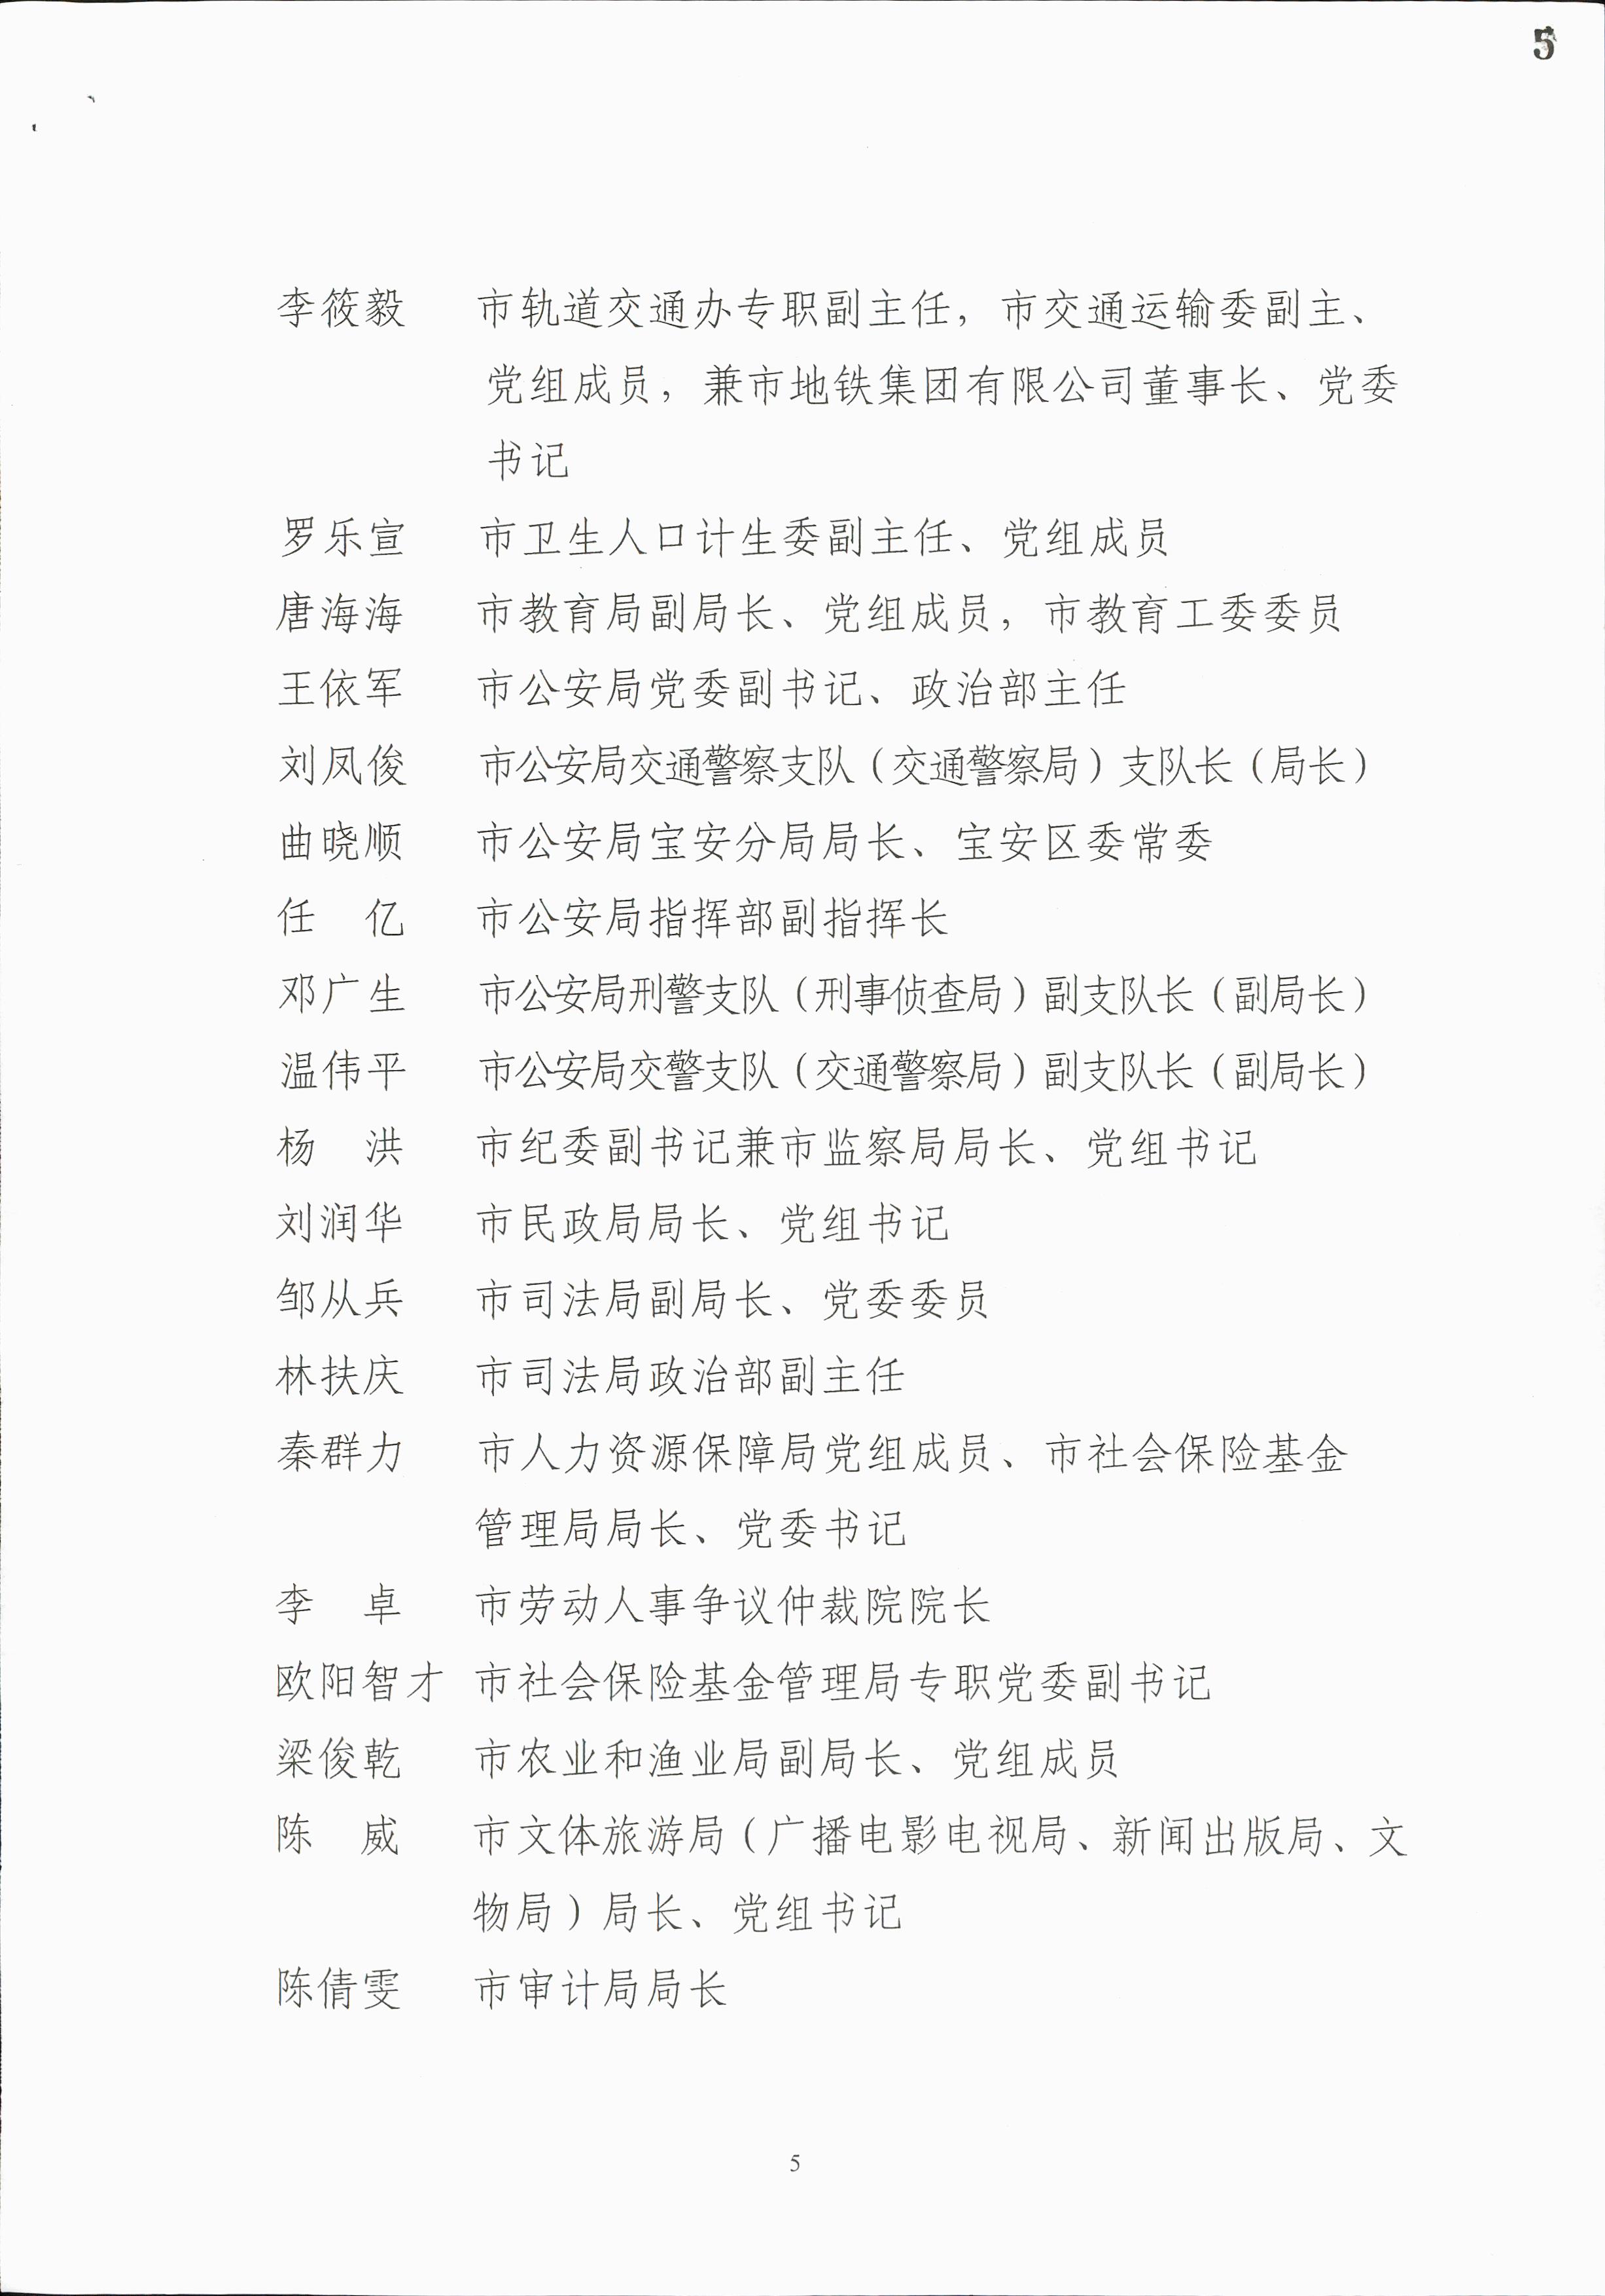 5
李筱毅 市轨道交通办专职副主任，市交通运输委副主、
党组成员，兼市地铁集团有限公司董事长、党委
书记
罗乐宣 市卫生人口计生委副主任、党组成员
唐海海 市教育局副局长、党组成员，市教育工委委员
王依军 市公安局党委副书记、政治部主任
刘凤俊 市公安局交通警察支队（交通警察局）支队长（局长）
曲晓顺 市公安局宝安分局局长、宝安区委常委
任 亿 市公安局指挥部副指挥长
邓广生 市公安局刑警支队（刑事侦查局）副支队长（副局长）
温伟平 市公安局交警支队（交通警察局）副支队长（副局长）
杨 洪 市纪委副书记兼市监察局局长、党组书记
刘润华 市民政局局长、党组书记
邹从兵 市司法局副局长、党委委员
林扶庆 市司法局政治部副主任
秦群力 市人力资源保障局党组成员、市社会保险基金
管理局局长、党委书记
李 卓 市劳动人事争议仲裁院院长
欧阳智才 市社会保险基金管理局专职党委副书记
梁俊乾 市农业和渔业局副局长、党组成员
陈 威 市文体旅游局（广播电影电视局、新闻出版局、文
物局）局长、党组书记
陈倩雯 市审计局局长
5